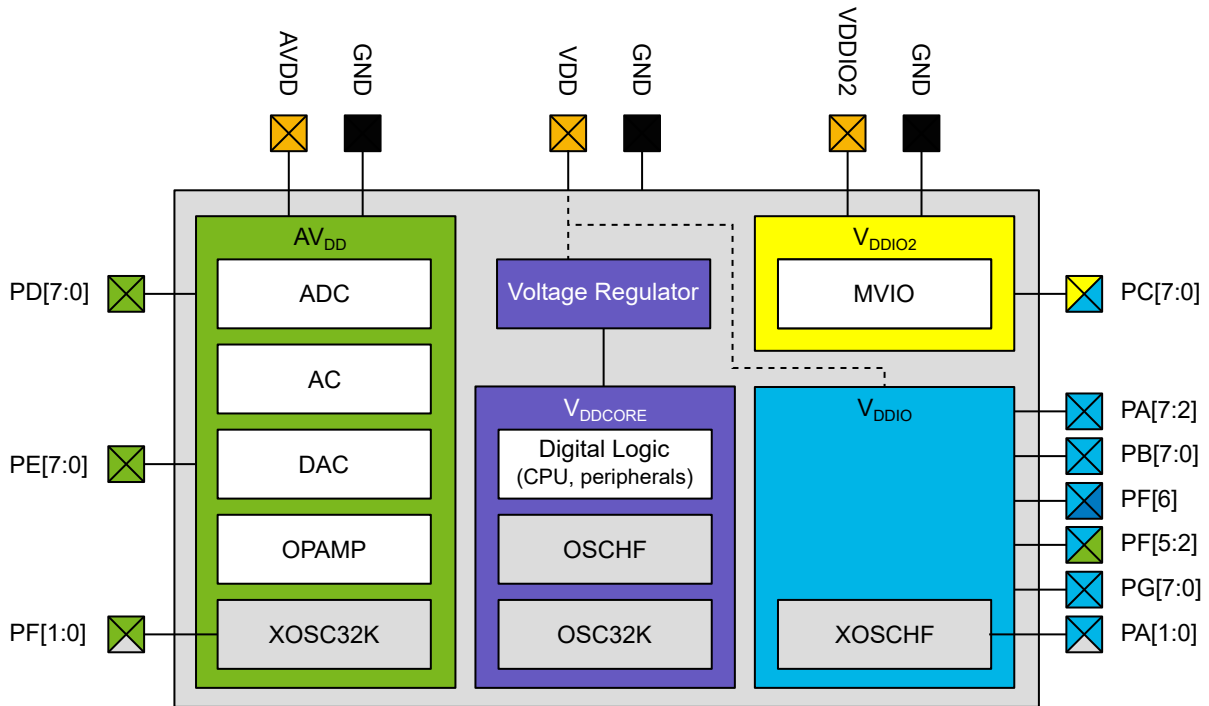 AVDD
GND
VDD
GND
VDDIO2
GND
AVDD
ADC
AC
DAC
OPAMP
XOSC32K
PD[7:0]
PE[7:0]
PF[1:0]
Voltage Regulator
VDDCORE
Digital Logic
(CPU, peripherals)
OSCHF
OSC32K
VDDIO2
MVIO
VDDIO
XOSCHF
PC[7:0]
PA[7:2]
PB[7:0]
PF[6]
PF[5:2]
PG[7:0]
PA[1:0]